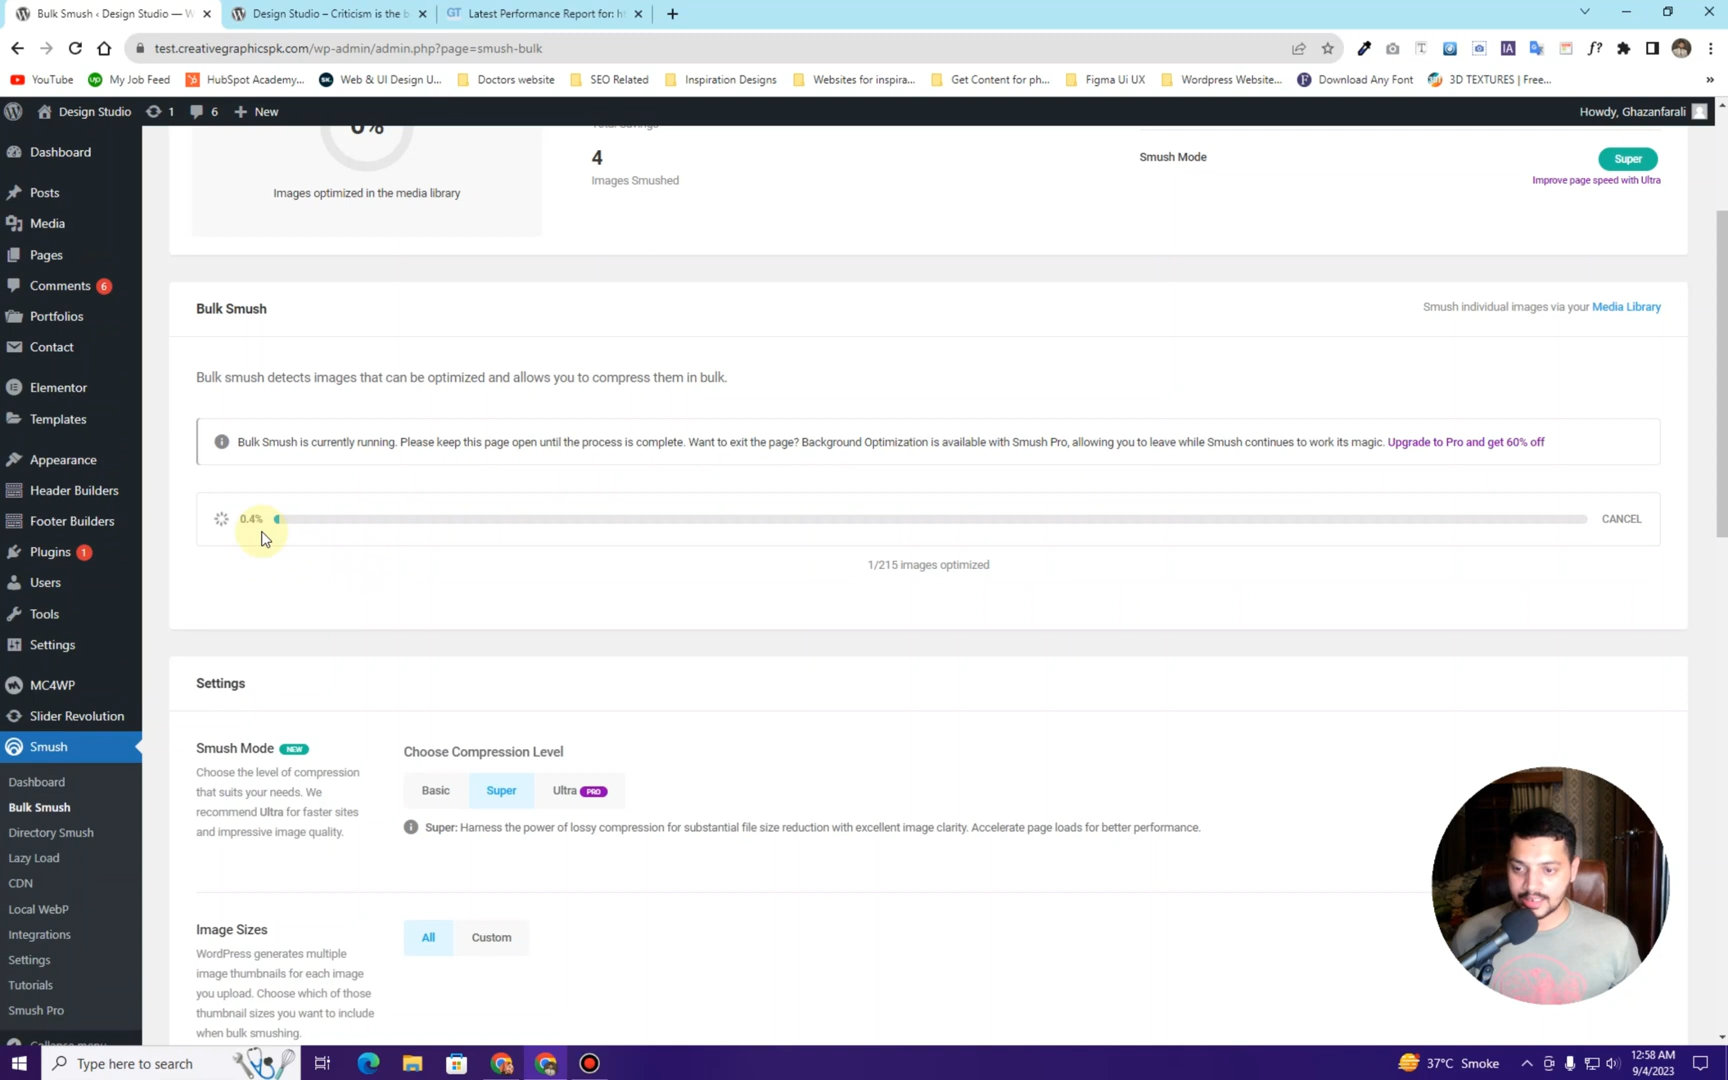 Bulk Smush ‹ Design Studio — W
Design Studio – Criticism is the b
GT Latest Performance Report for: h
test.creativegraphicspk.com/wp-admin/admin.php?page=smush-bulk
YouTube
My Job Feed
HubSpot Academy...
Web & UI Design U...
Doctors website
SEO Related
Inspiration Designs
Websites for inspira...
Get Content for ph...
Figma Ui UX
Wordpress Website...
Download Any Font
3D TEXTURES | Free...
Design Studio
1
6
New
Howdy, Ghazanfarali
Dashboard
Posts
Media
Pages
Comments 6
Portfolios
Contact
Elementor
Templates
Appearance
Header Builders
Footer Builders
Plugins 1
Users
Tools
Settings
MC4WP
Slider Revolution
Smush
Dashboard
Bulk Smush
Directory Smush
Lazy Load
CDN
Local WebP
Integrations
Settings
Tutorials
Smush Pro
Collapse menu
0%
Images optimized in the media library
Total Savings
4
Images Smushed
Smush Mode
Super
Improve page speed with Ultra
Bulk Smush
Smush individual images via your Media Library
Bulk smush detects images that can be optimized and allows you to compress them in bulk.
Bulk Smush is currently running. Please keep this page open until the process is complete. Want to exit the page? Background Optimization is available with Smush Pro, allowing you to leave while Smush continues to work its magic. Upgrade to Pro and get 60% off
0.4%
CANCEL
1/215 images optimized
Settings
Smush Mode NEW
Choose the level of compression
that suits your needs. We
recommend Ultra for faster sites
and impressive image quality.
Choose Compression Level
Basic
Super
Ultra PRO
Super: Harness the power of lossy compression for substantial file size reduction with excellent image clarity. Accelerate page loads for better performance.
Image Sizes
WordPress generates multiple
image thumbnails for each image
you upload. Choose which of those
thumbnail sizes you want to include
when bulk smushing.
All
Custom
Type here to search
37°C Smoke
12:58 AM
9/4/2023